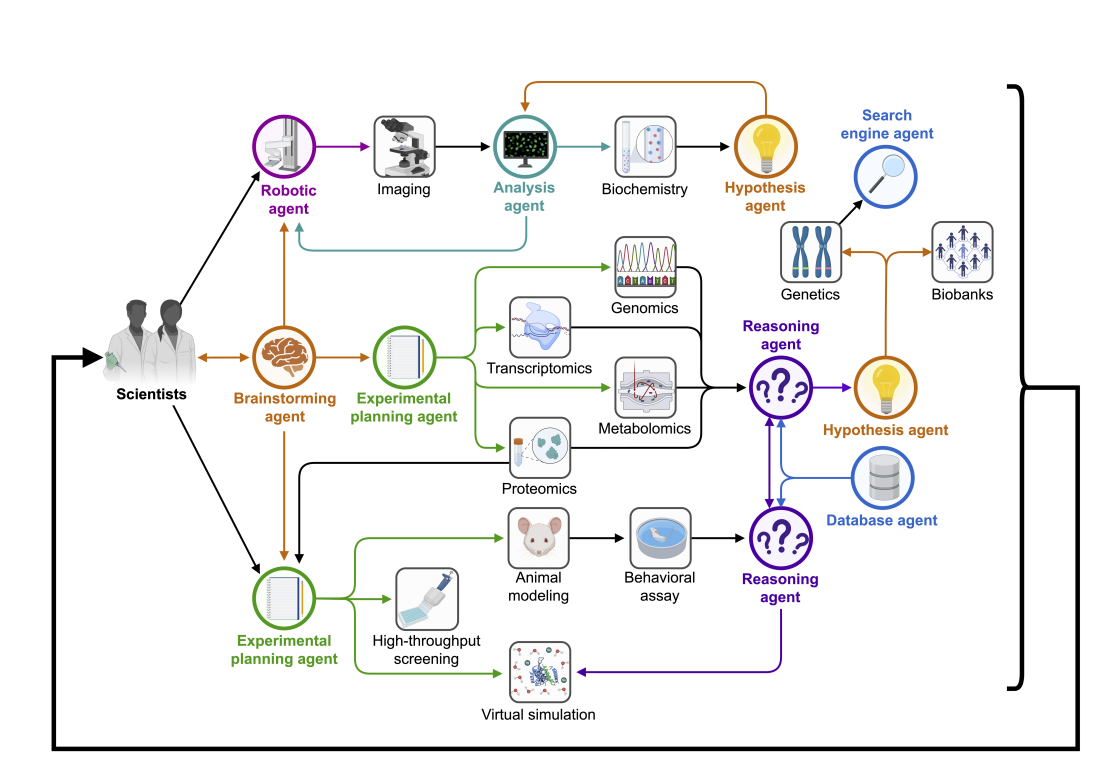 Search
engine agent
Robotic
agent
Imaging
Analysis
agent
Biochemistry
Hypothesis
agent
Genetics
Biobanks
Genomics
Transcriptomics
Reasoning
agent
Scientists
Brainstorming
agent
Experimental
planning agent
Metabolomics
Hypothesis agent
Proteomics
Database agent
Animal
modeling
Behavioral
assay
Reasoning
agent
Experimental
planning agent
High-throughput
screening
Virtual simulation